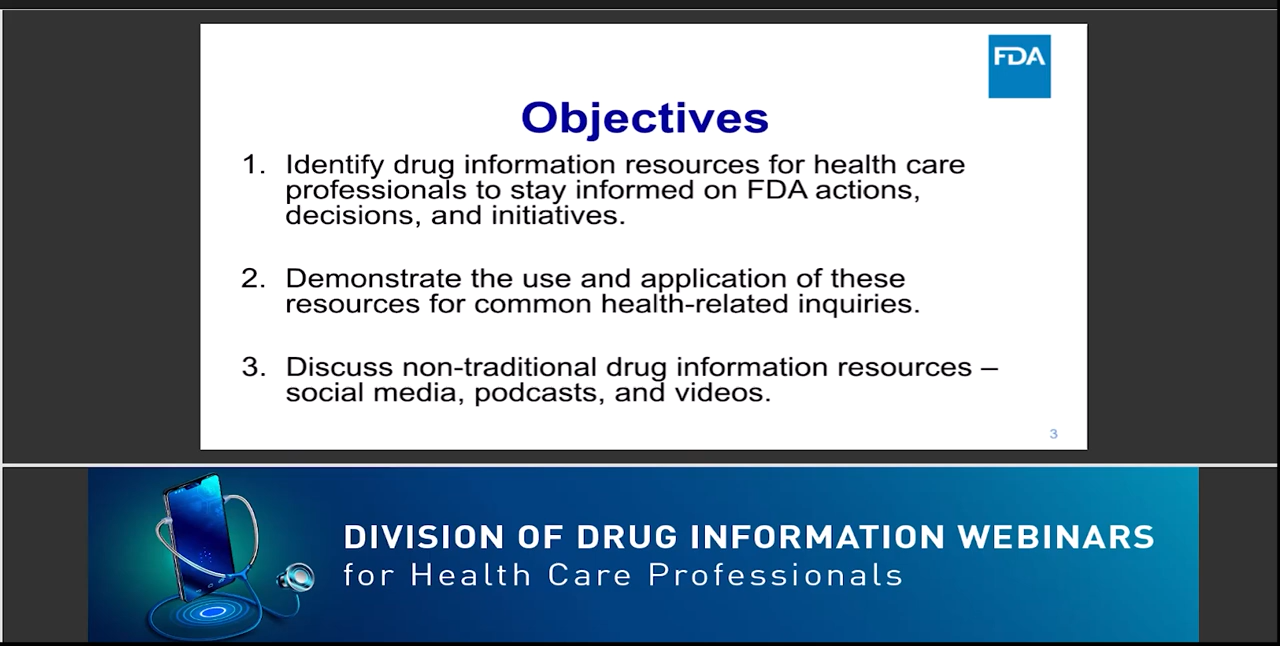 FDA
Objectives
1. Identify drug information resources for health care
professionals to stay informed on FDA actions,
decisions, and initiatives.
2. Demonstrate the use and application of these
resources for common health-related inquiries.
3. Discuss non-traditional drug information resources –
social media, podcasts, and videos.
3
DIVISION OF DRUG INFORMATION WEBINARS
for Health Care Professionals